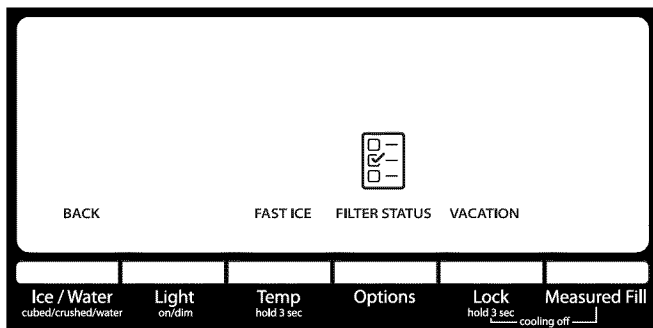 BACK FAST ICE FILTER STATUS VACATION
Ice / Water Light Temp Options Lock Measured Fill
cubed/crushed/water on/dim hold 3 sec hold 3 sec
cooling off